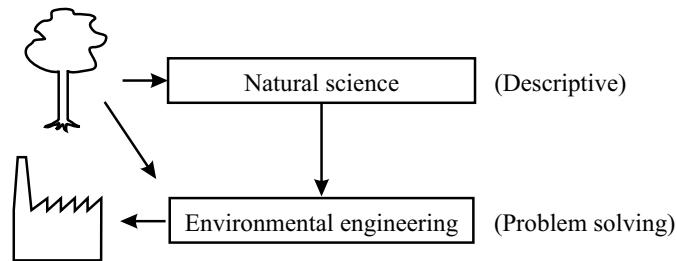 Natural science (Descriptive)
Environmental engineering (Problem solving)